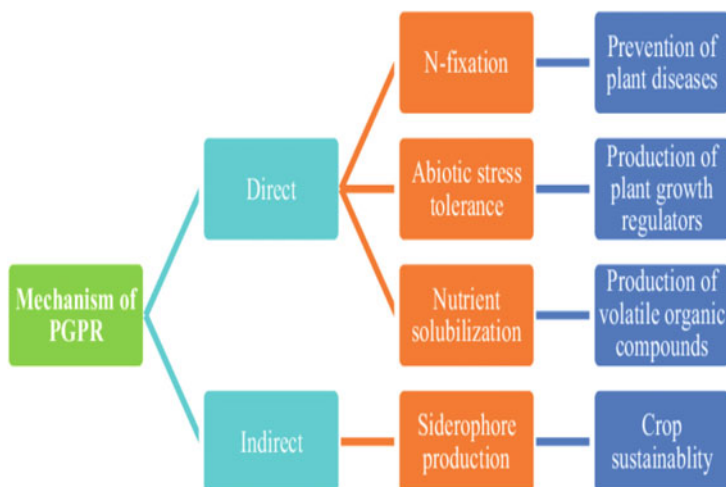 Mechanism of
PGPR
Direct
N-fixation
Prevention of
plant diseases
Abiotic stress
tolerance
Production of
plant growth
regulators
Nutrient
solubilization
Production of
volatile organic
compounds
Indirect
Siderophore
production
Crop
sustainablity